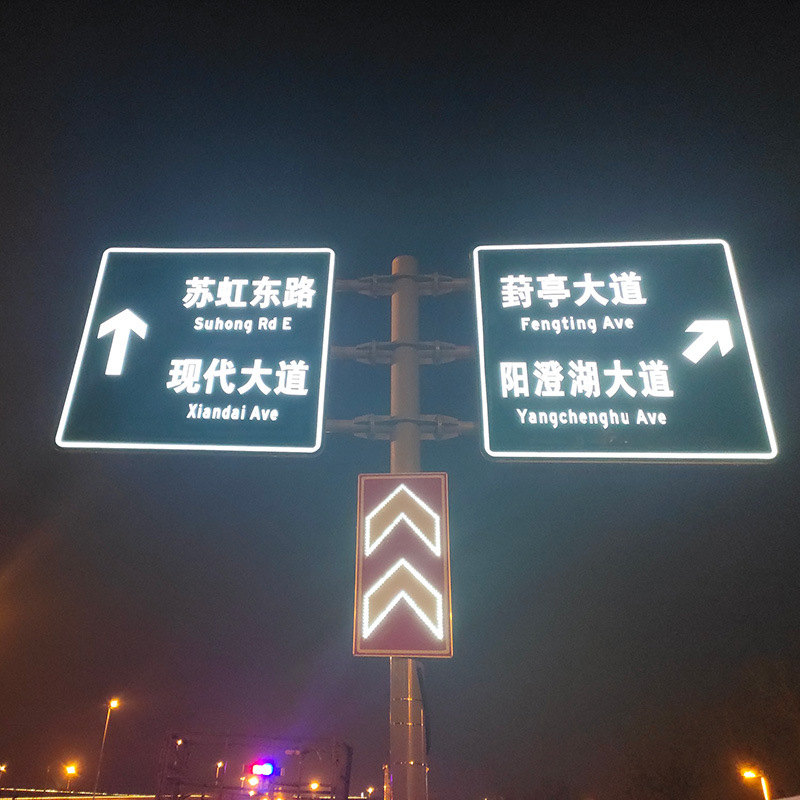 苏虹东路
Suhong Rd E
现代大道
Xiandai Ave
葑亭大道
Fengting Ave
阳澄湖大道
Yangchenghu Ave